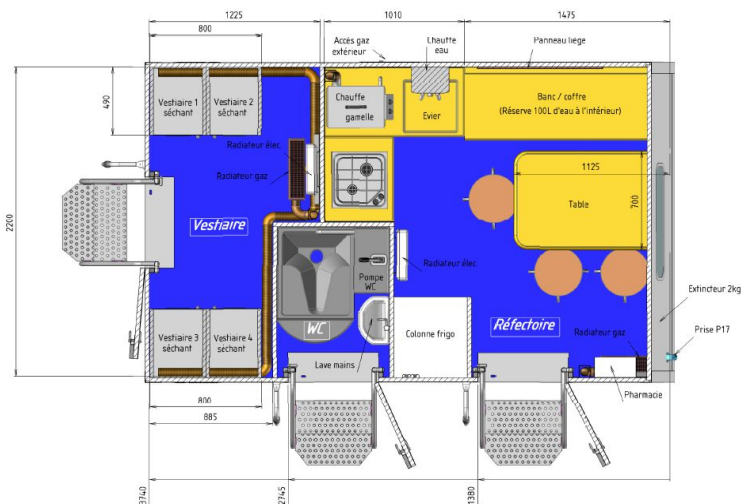 1225
1010
1475
800
Accès gaz
extérieur
Chauffe
eau
Panneau liège
490
2200
Vestiaire 1
séchant
Vestiaire 2
séchant
Chauffe
gamelle
Evier
Banc / coffre
(Réserve 100L d'eau à l'intérieur)
Radiateur élec.
Radiateur gaz
1125
700
Table
Vestiaire
Pompe
WC
Radiateur élec.
WC
Colonne frigo
Réfectoire
Extincteur 2kg
Prise P17
Vestiaire 3
séchant
Vestiaire 4
séchant
Radiateur gaz
Lave mains
Pharmacie
800
885
3740
2745
1380